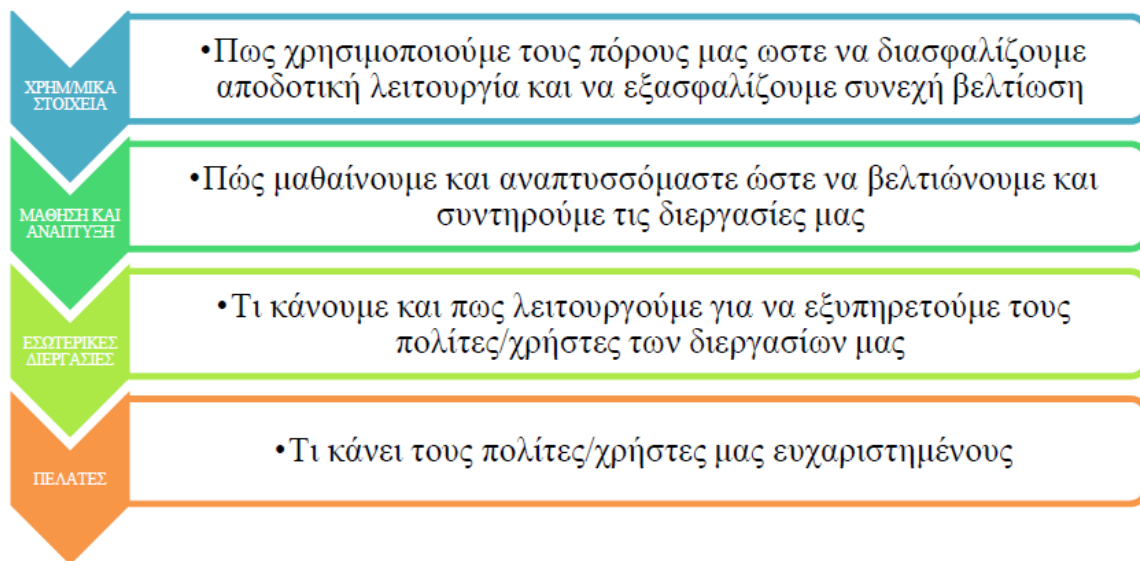 ΧΡΗΜ/ΜΙΚΑ
ΣΤΟΙΧΕΙΑ
•Πως χρησιμοποιούμε τους πόρους μας ωστε να διασφαλίζουμε
αποδοτική λειτουργία και να εξασφαλίζουμε συνεχή βελτίωση
ΜΑΘΗΣΗ ΚΑΙ
ΑΝΑΠΤΥΞΗ
•Πώς μαθαίνουμε και αναπτυσσόμαστε ώστε να βελτιώνουμε και
συντηρούμε τις διεργασίες μας
ΕΣΩΤΕΡΙΚΕΣ
ΔΙΕΡΓΑΣΙΕΣ
•Τι κάνουμε και πως λειτουργούμε για να εξυπηρετούμε τους
πολίτες/χρήστες των διεργασίων μας
ΠΕΛΑΤΕΣ
•Τι κάνει τους πολίτες/χρήστες μας ευχαριστημένους